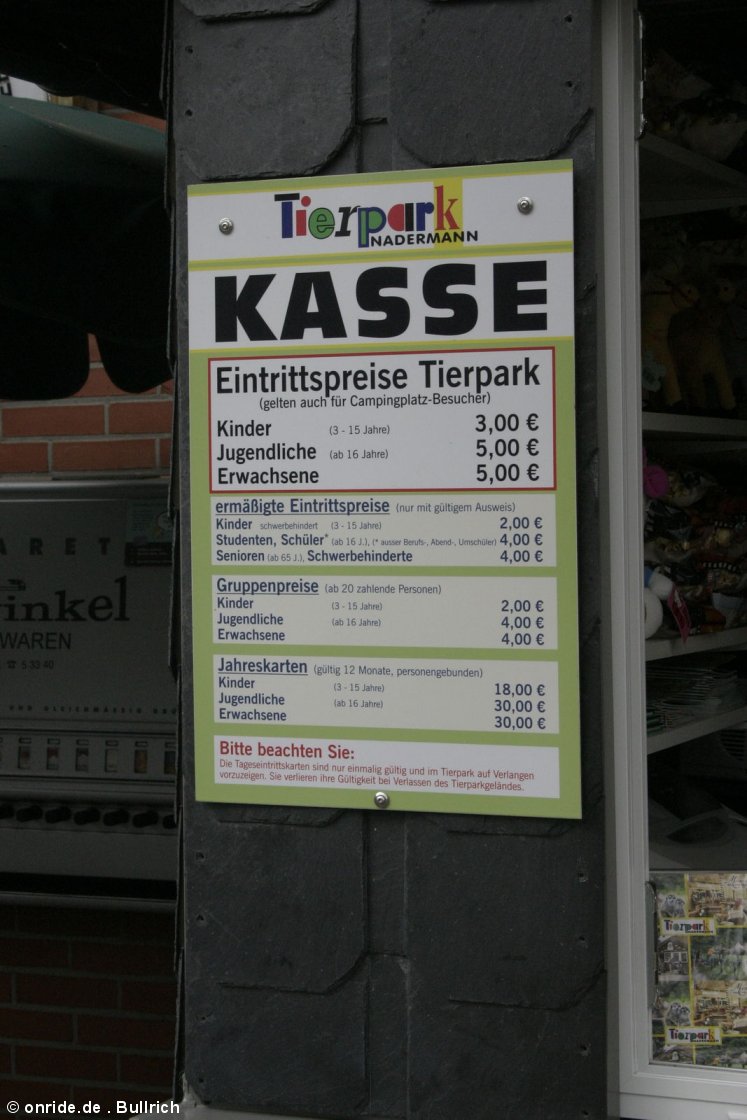 Tierpark
NADERMANN
KASSE
Eintrittspreise Tierpark
(gelten auch für Campingplatz-Besucher)
Kinder (3 - 15 Jahre) 3,00 €
Jugendliche (ab 16 Jahre) 5,00 €
Erwachsene 5,00 €
ermäßigte Eintrittspreise (nur mit gültigem Ausweis)
Kinder schwerbehindert (3 - 15 Jahre) 2,00 €
Studenten, Schüler* (ab 16 J.), (* ausser Berufs-, Abend-, Umschüler) 4,00 €
Senioren (ab 65 J.), Schwerbehinderte 4,00 €
Gruppenpreise (ab 20 zahlende Personen)
Kinder (3 - 15 Jahre) 2,00 €
Jugendliche (ab 16 Jahre) 4,00 €
Erwachsene 4,00 €
Jahreskarten (gültig 12 Monate, personengebunden)
Kinder (3 - 15 Jahre) 18,00 €
Jugendliche (ab 16 Jahre) 30,00 €
Erwachsene 30,00 €
Bitte beachten Sie:
Die Tageseintrittskarten sind nur einmalig gültig und im Tierpark auf Verlangen
vorzuzeigen. Sie verlieren ihre Gültigkeit bei Verlassen des Tierparkgeländes.
ARET
inkel
WAREN
☎ 5 33 40
UND GLEICHMÄSSIG
Tierpark
Tierpark
© onride.de . Bullrich